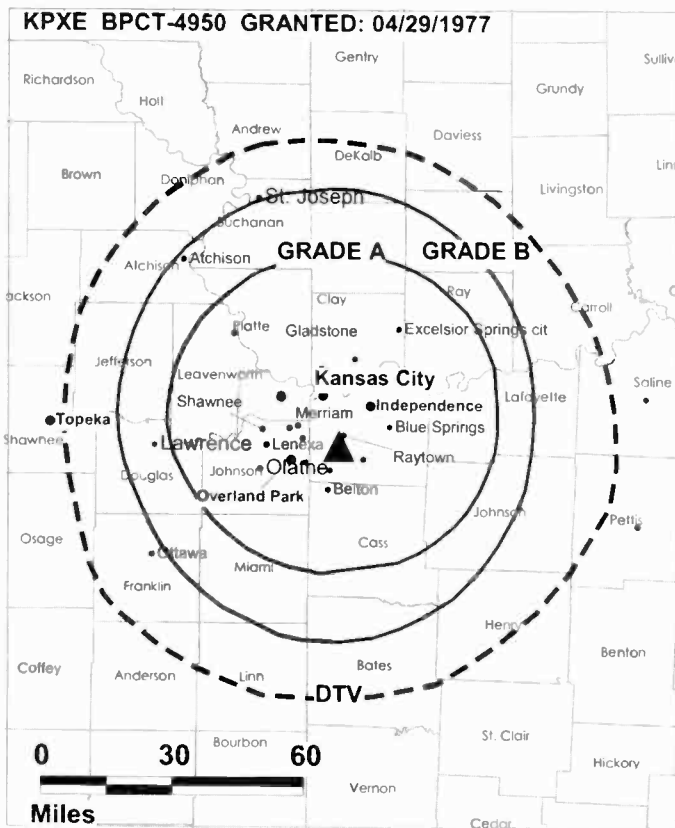 KPXE BPCT-4950 GRANTED: 04/29/1977
Gentry
Richardson
Holt
Grundy
Andrew
Daviess
DeKalb
Brown
Doniphan
Livingston
St. Joseph
Buchanan
GRADE A
GRADE B
Atchison
Atchison
Clay
Ray
Carroll
ackson
Platte
Gladstone
Excelsior Springs cit
Jefferson
Leavenworth
Kansas City
Shawnee
Lafayette
Saline
Merriam
Independence
Topeka
Blue Springs
Shawnee
Lawrence
Lenexa
Raytown
Douglas
Johnson
Olathe
Belton
Overland Park
Johnson
Pettis
Osage
Cass
Ottawa
Miami
Franklin
Henry
Benton
Coffey
Anderson
Linn
Bates
DTV
St. Clair
Bourbon
Hickory
0 30 60
Vernon
Miles
Cedar